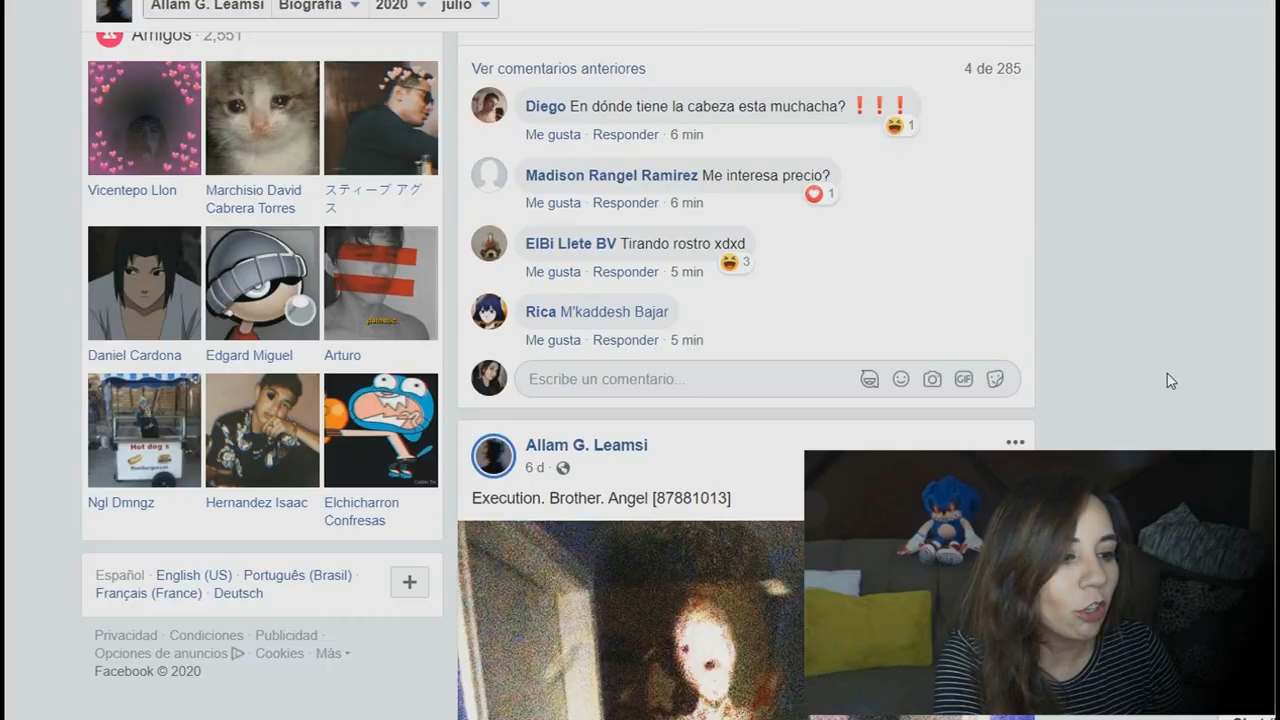 Allam G. Leamsi Biografía 2020 julio
Amigos · 2,551
Vicentepo Llon
Marchisio David
Cabrera Torres
スティーブ アグ
ス
Daniel Cardona
Edgard Miguel
Arturo
pathetic.
Hot dog's
Hamburguesas
Ngl Dmngz
Hernandez Isaac
Elchicharron
Confresas
Español · English (US) · Português (Brasil) ·
Français (France) · Deutsch
+
Privacidad · Condiciones · Publicidad ·
Opciones de anuncios · Cookies · Más
Facebook © 2020
Ver comentarios anteriores 4 de 285
Diego En dónde tiene la cabeza esta muchacha? ❗❗❗
1
Me gusta · Responder · 6 min
Madison Rangel Ramirez Me interesa precio?
1
Me gusta · Responder · 6 min
ElBi Llete BV Tirando rostro xdxd
3
Me gusta · Responder · 5 min
Rica M'kaddesh Bajar
Me gusta · Responder · 5 min
Escribe un comentario...
GIF
Allam G. Leamsi
6 d ·
Execution. Brother. Angel [87881013]